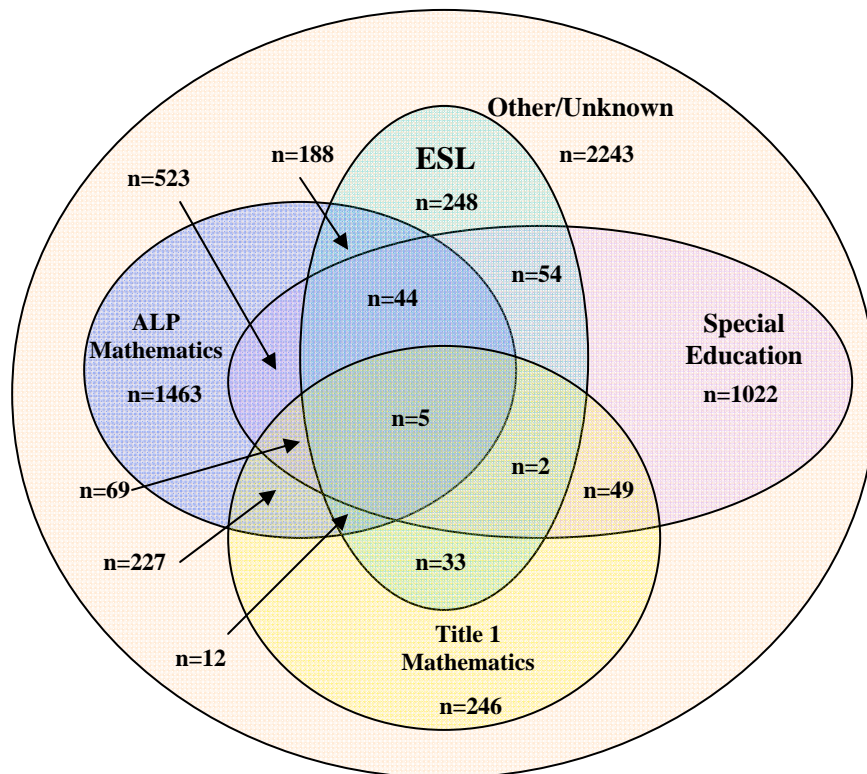 Other/Unknown
n=2243
n=188
ESL
n=248
n=523
n=54
n=44
ALP
Mathematics
n=1463
Special
Education
n=1022
n=5
n=2
n=69
n=49
n=227
n=33
n=12
Title 1
Mathematics
n=246